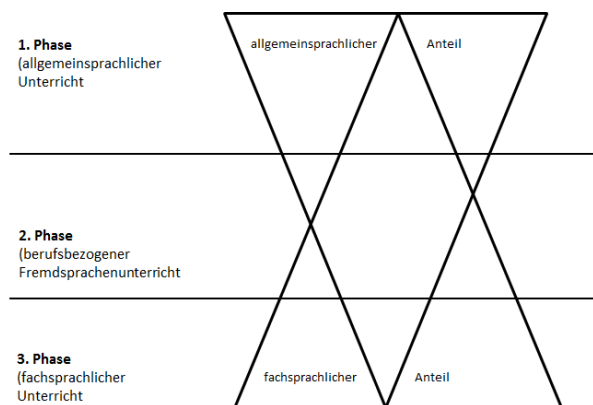 1. Phase
(allgemeinsprachlicher
Unterricht
allgemeinsprachlicher Anteil
2. Phase
(berufsbezogener
Fremdsprachenunterricht
3. Phase
(fachsprachlicher
Unterricht
fachsprachlicher Anteil